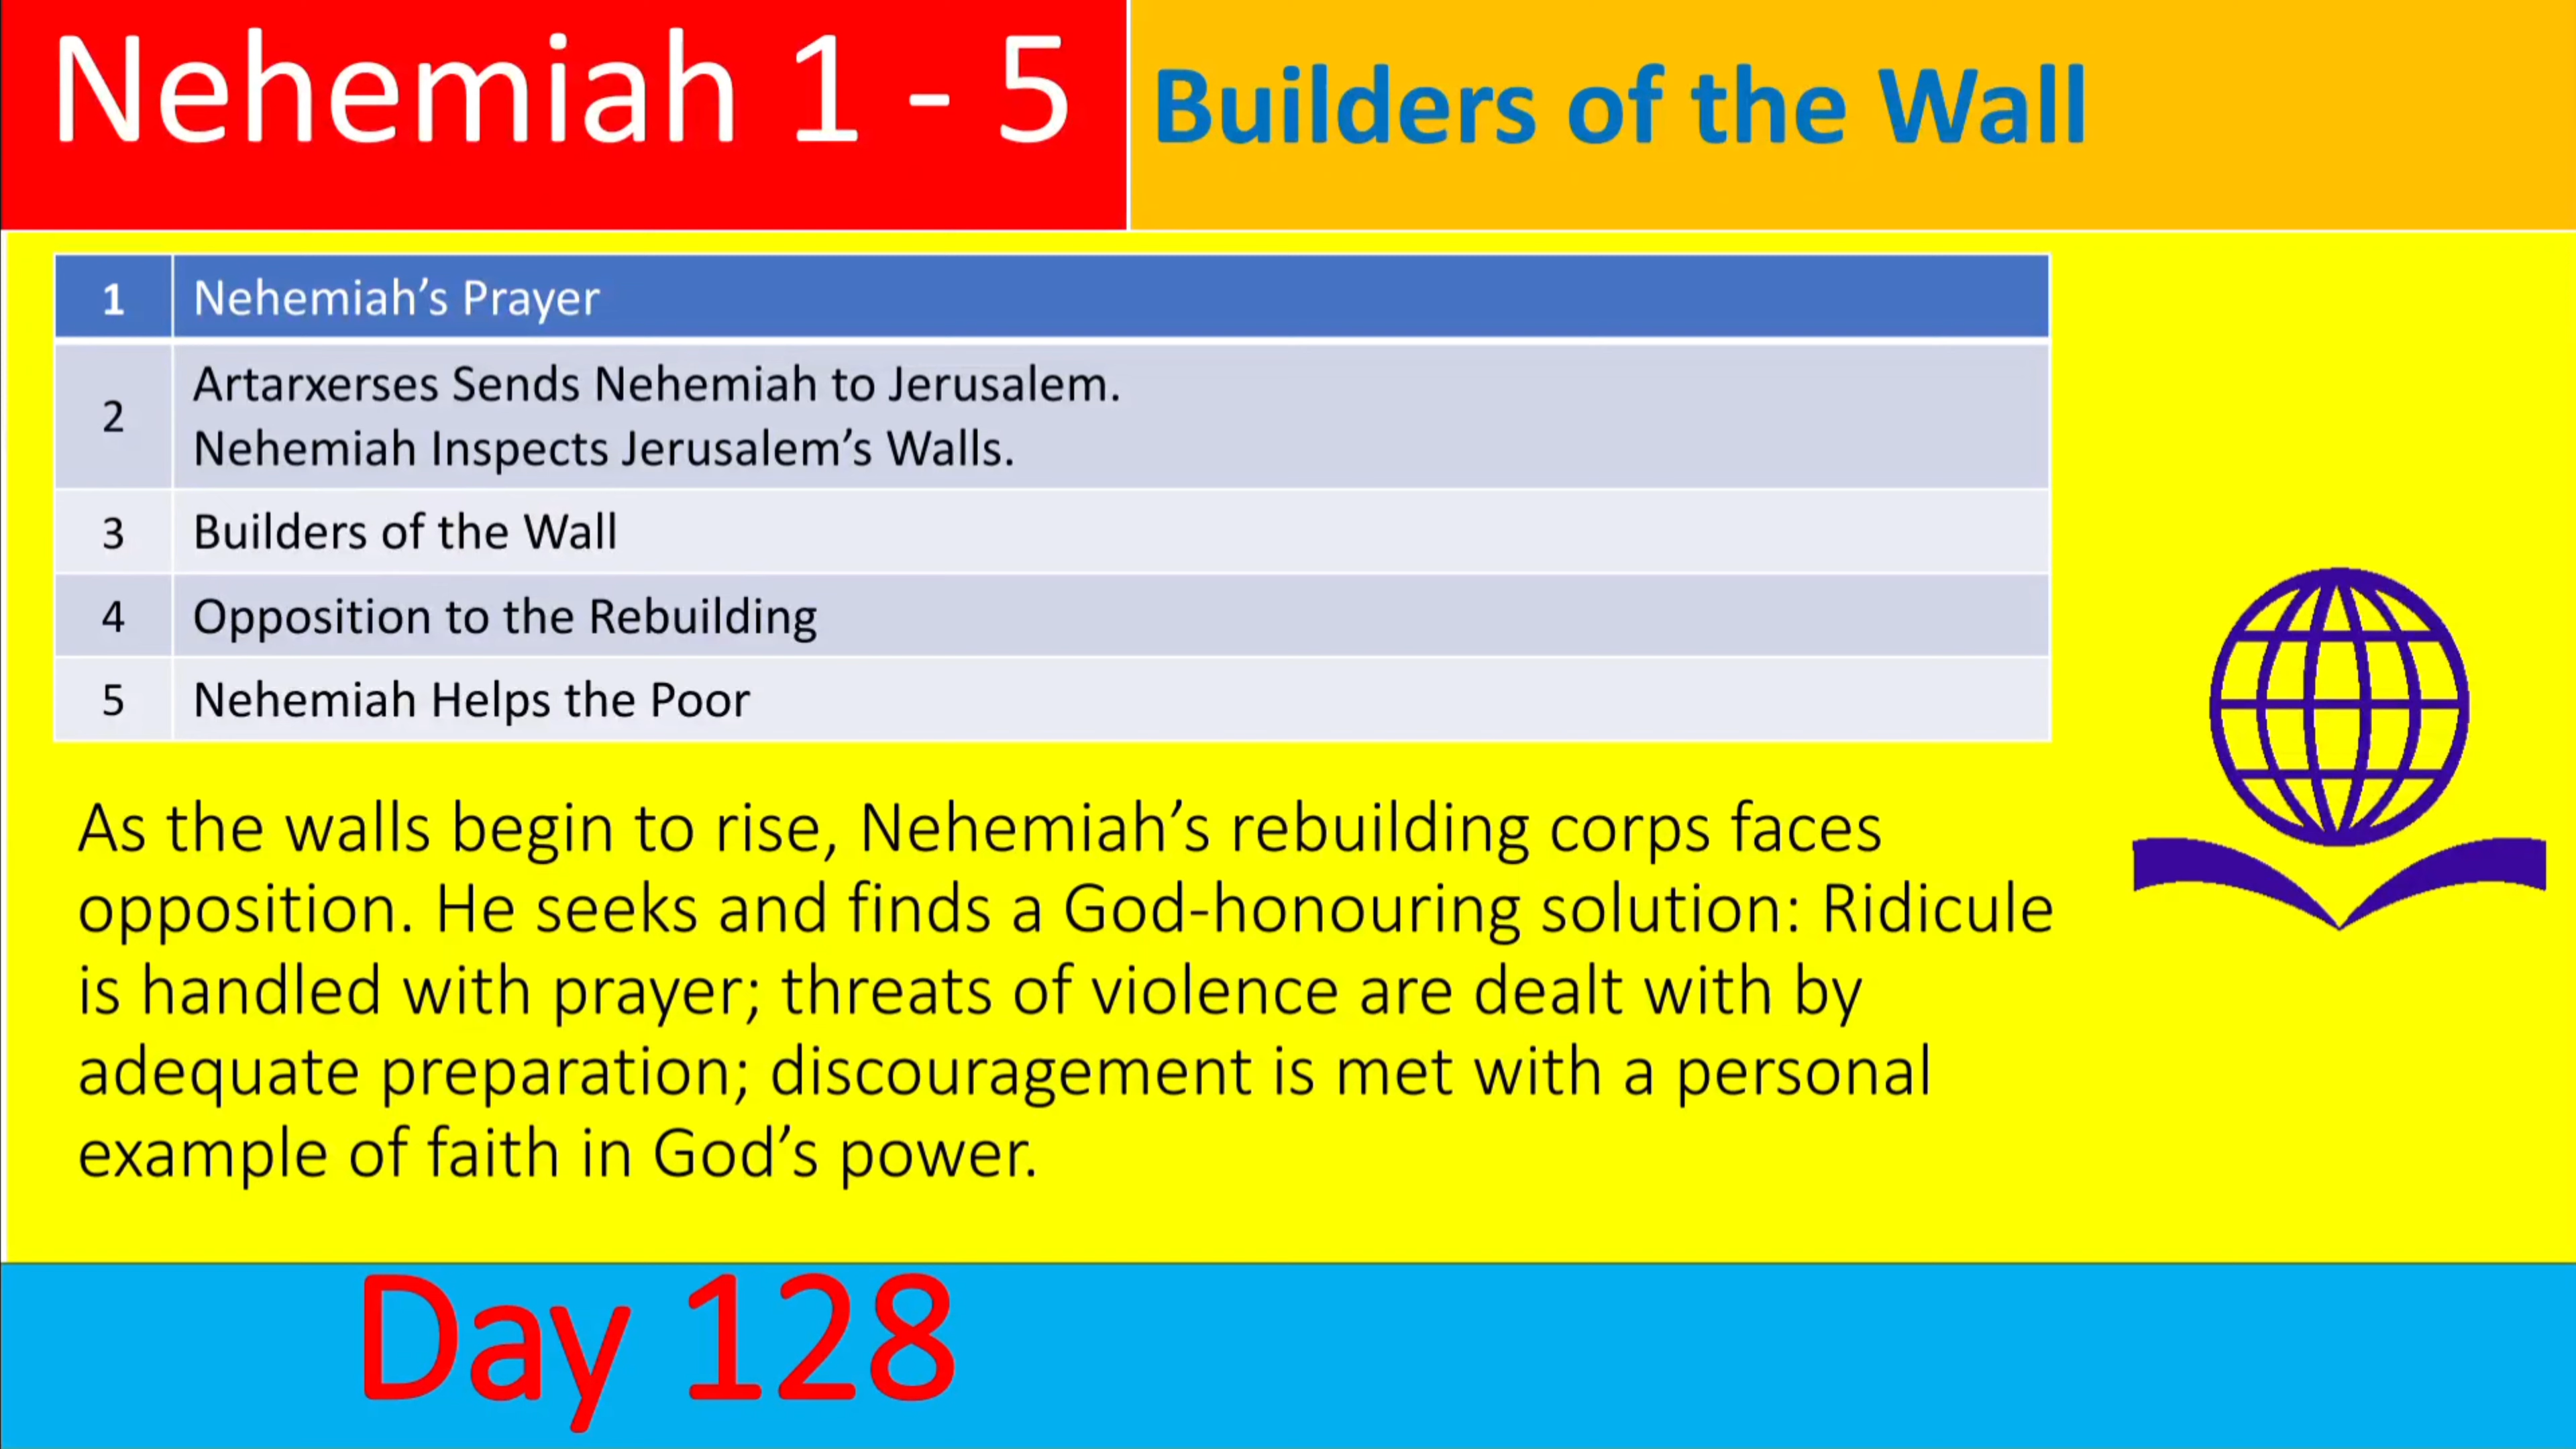 Nehemiah 1 - 5
Builders of the Wall
1 Nehemiah’s Prayer
2 Artarxerses Sends Nehemiah to Jerusalem.
Nehemiah Inspects Jerusalem’s Walls.
3 Builders of the Wall
4 Opposition to the Rebuilding
5 Nehemiah Helps the Poor
As the walls begin to rise, Nehemiah’s rebuilding corps faces
opposition. He seeks and finds a God-honouring solution: Ridicule
is handled with prayer; threats of violence are dealt with by
adequate preparation; discouragement is met with a personal
example of faith in God’s power.
Day 128